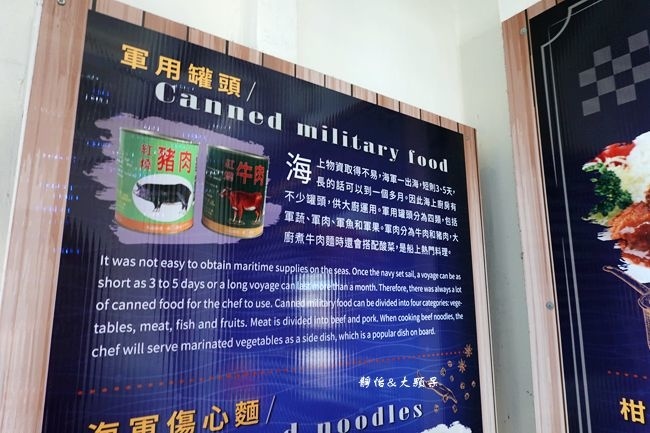 軍用罐頭/
Canned military food
紅燒
豬肉
紅燒
牛肉
海上物資取得不易，海軍一出海，短則3-5天，
長的話可以到一個多月。因此海上廚房有
不少罐頭，供大廚運用。軍用罐頭分為四類，包括
軍蔬、軍肉、軍魚和軍果。軍肉分為牛肉和豬肉，大
廚煮牛肉麵時還會搭配酸菜，是船上熱門料理。
It was not easy to obtain maritime supplies on the seas. Once the navy set sail, a voyage can be as
short as 3 to 5 days or a long voyage can last more than a month. Therefore, there was always a lot
of canned food for the chef to use. Canned military food can be divided into four categories: vege-
tables, meat, fish and fruits. Meat is divided into beef and pork. When cooking beef noodles, the
chef will serve marinated vegetables as a side dish, which is a popular dish on board.
靜怡&大顆呆
海軍傷心麵/
d noodles
柑